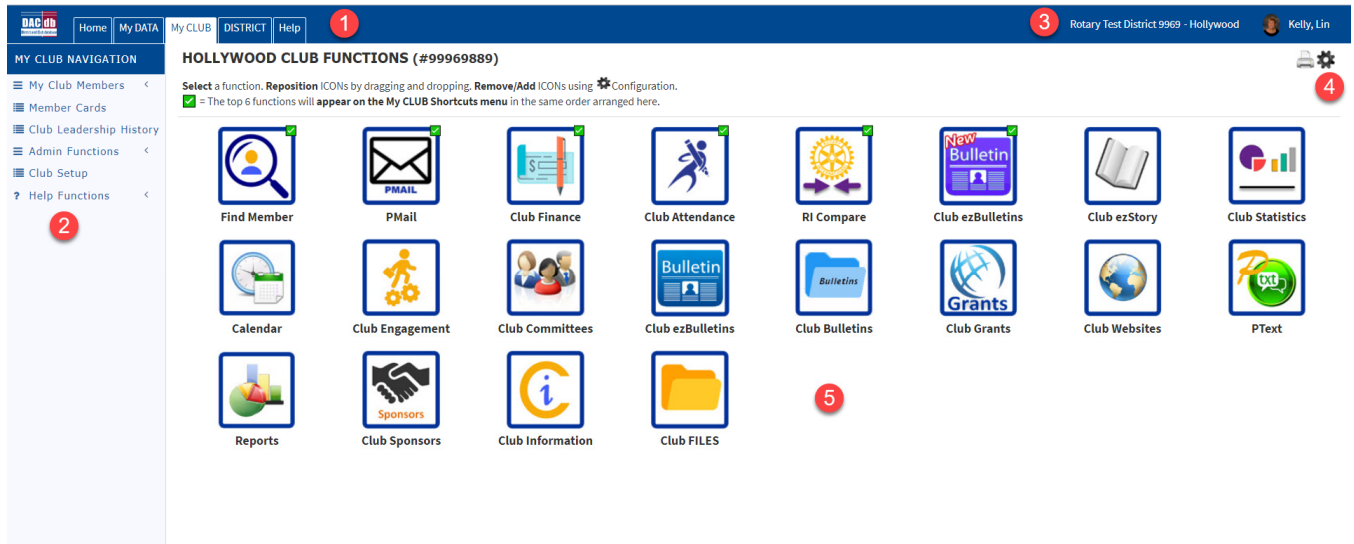 DAC db
Home My DATA My CLUB DISTRICT Help 1 3 Rotary Test District 9969 - Hollywood Kelly, Lin
MY CLUB NAVIGATION
My Club Members <
Member Cards
Club Leadership History
Admin Functions <
Club Setup
? Help Functions <
2
HOLLYWOOD CLUB FUNCTIONS (#99969889)
Select a function. Reposition ICONs by dragging and dropping. Remove/Add ICONs using Configuration.
= The top 6 functions will appear on the My CLUB Shortcuts menu in the same order arranged here.
4
PMAIL
$
New
Bulletin
Find Member PMail Club Finance Club Attendance RI Compare Club ezBulletins Club ezStory Club Statistics
Bulletin
Bulletins
Grants
P txt
Calendar Club Engagement Club Committees Club ezBulletins Club Bulletins Club Grants Club Websites PText
Sponsors
i
5
Reports Club Sponsors Club Information Club FILES